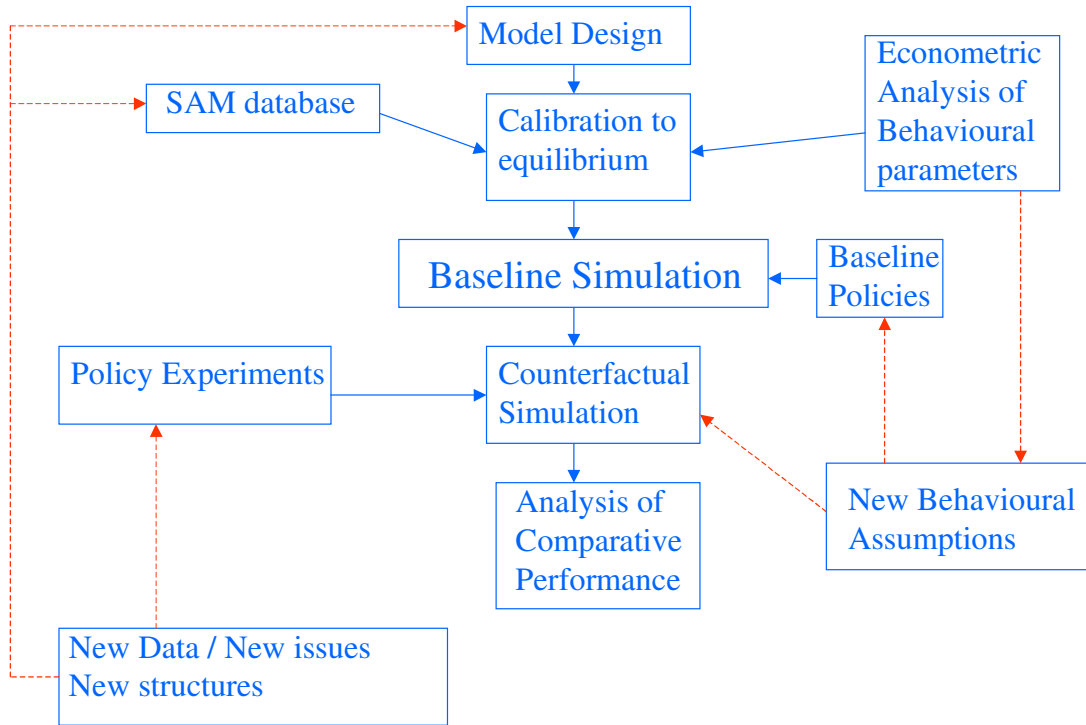 Model Design
Econometric
Analysis of
Behavioural
parameters
SAM database
Calibration to
equilibrium
Baseline Simulation
Baseline
Policies
Policy Experiments
Counterfactual
Simulation
Analysis of
Comparative
Performance
New Behavioural
Assumptions
New Data / New issues
New structures